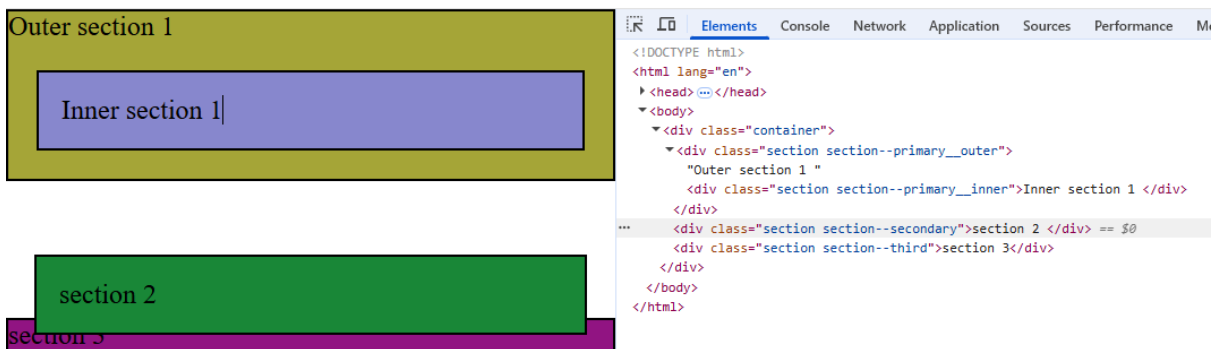 Outer section 1
Inner section 1
section 2
section 3
Elements Console Network Application Sources Performance
<!DOCTYPE html>
<html lang="en">
<head> ... </head>
<body>
<div class="container">
<div class="section section--primary__outer">
"Outer section 1 "
<div class="section section--primary__inner">Inner section 1 </div>
</div>
<div class="section section--secondary">section 2 </div> == $0
<div class="section section--third">section 3</div>
</div>
</body>
</html>